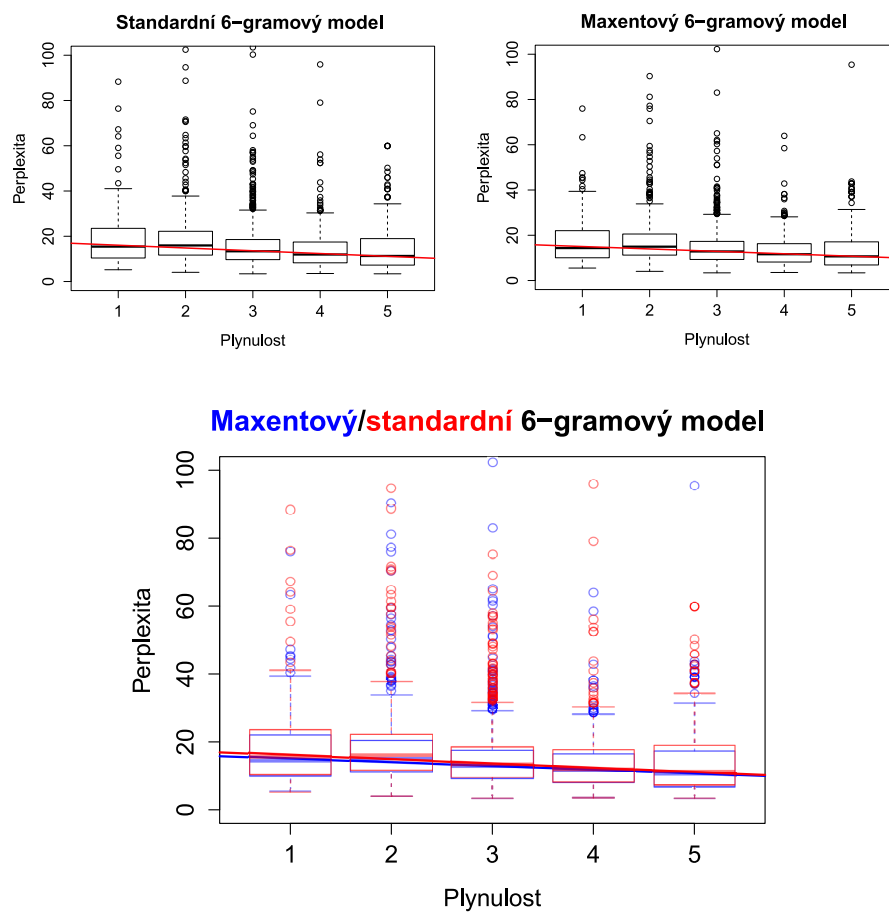 Standardní 6−gramový model
Perplexita
100
80
60
40
20
0
1 2 3 4 5
Plynulost
Maxentový 6−gramový model
Perplexita
100
80
60
40
20
0
1 2 3 4 5
Plynulost
Maxentový/standardní 6−gramový model
Perplexita
100
80
60
40
20
0
1 2 3 4 5
Plynulost